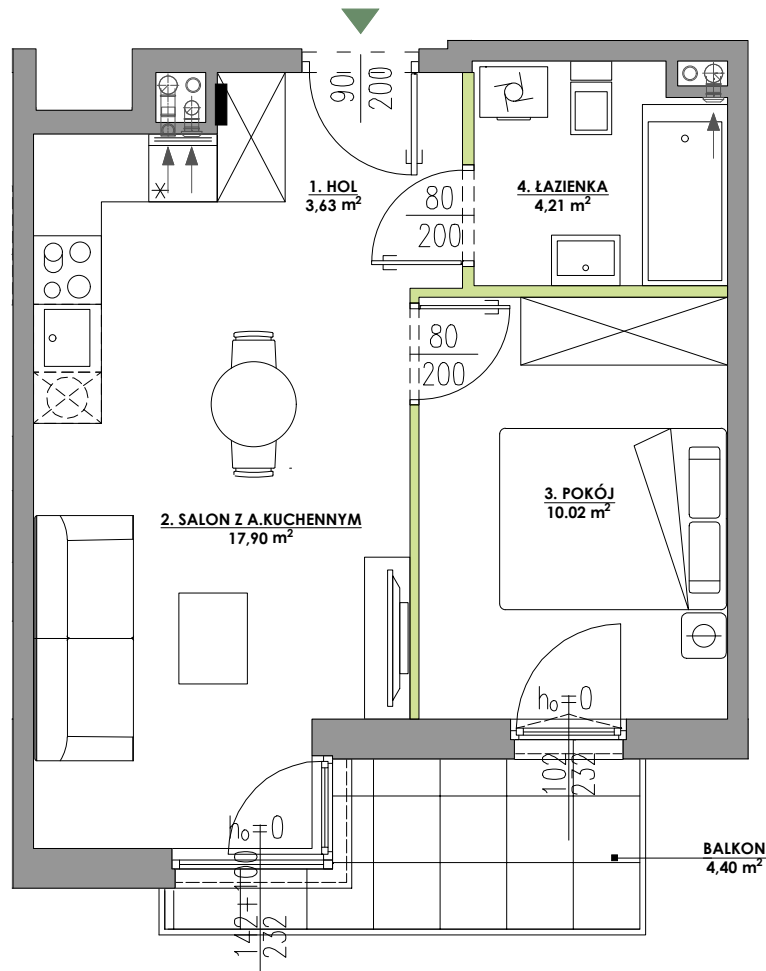 90
200
1. HOL
3,63 m²
80
200
4. ŁAZIENKA
4,21 m²
80
200
3. POKÓJ
10.02 m²
2. SALON Z A.KUCHENNYM
17,90 m²
h₀=0
102
232
h₀=0
142+100
232
BALKON
4,40 m²